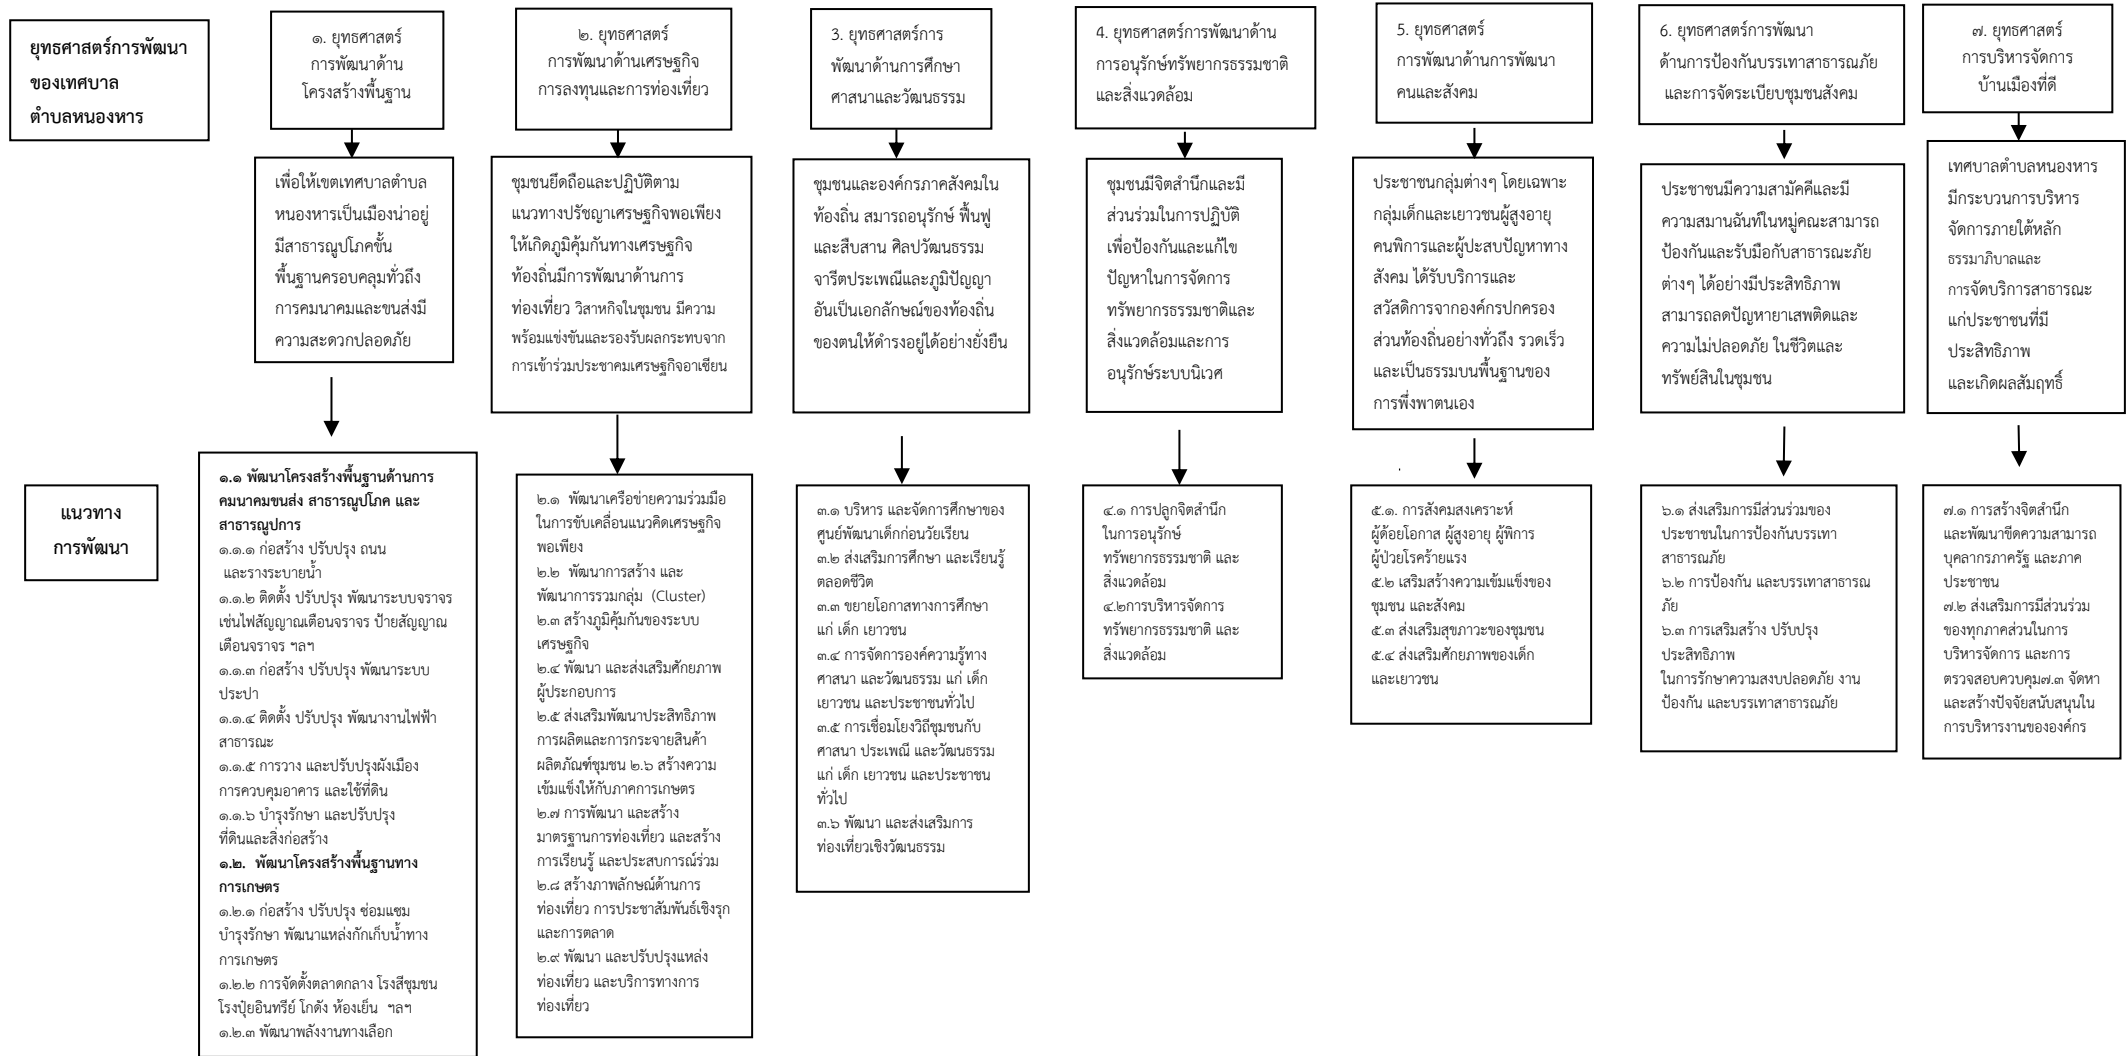 ยุทธศาสตร์การพัฒนา
ของเทศบาล
ตำบลหนองหาร
๑. ยุทธศาสตร์
การพัฒนาด้าน
โครงสร้างพื้นฐาน
๒. ยุทธศาสตร์
การพัฒนาด้านเศรษฐกิจ
การลงทุนและการท่องเที่ยว
3. ยุทธศาสตร์การ
พัฒนาด้านการศึกษา
ศาสนาและวัฒนธรรม
4. ยุทธศาสตร์การพัฒนาด้าน
การอนุรักษ์ทรัพยากรธรรมชาติ
และสิ่งแวดล้อม
5. ยุทธศาสตร์
การพัฒนาด้านการพัฒนา
คนและสังคม
6. ยุทธศาสตร์การพัฒนา
ด้านการป้องกันบรรเทาสาธารณภัย
และการจัดระเบียบชุมชนสังคม
๗. ยุทธศาสตร์
การบริหารจัดการ
บ้านเมืองที่ดี
เพื่อให้เขตเทศบาลตำบล
หนองหารเป็นเมืองน่าอยู่
มีสาธารณูปโภคขั้น
พื้นฐานครอบคลุมทั่วถึง
การคมนาคมและขนส่งมี
ความสะดวกปลอดภัย
ชุมชนยึดถือและปฏิบัติตาม
แนวทางปรัชญาเศรษฐกิจพอเพียง
ให้เกิดภูมิคุ้มกันทางเศรษฐกิจ
ท้องถิ่นมีการพัฒนาด้านการ
ท่องเที่ยว วิสาหกิจในชุมชน มีความ
พร้อมแข่งขันและรองรับผลกระทบจาก
การเข้าร่วมประชาคมเศรษฐกิจอาเซียน
ชุมชนและองค์กรภาคสังคมใน
ท้องถิ่น สมารถอนุรักษ์ ฟื้นฟู
และสืบสาน ศิลปวัฒนธรรม
จารีตประเพณีและภูมิปัญญา
อันเป็นเอกลักษณ์ของท้องถิ่น
ของตนให้ดำรงอยู่ได้อย่างยั่งยืน
ชุมชนมีจิตสำนึกและมี
ส่วนร่วมในการปฏิบัติ
เพื่อป้องกันและแก้ไข
ปัญหาในการจัดการ
ทรัพยากรธรรมชาติและ
สิ่งแวดล้อมและการ
อนุรักษ์ระบบนิเวศ
ประชาชนกลุ่มต่างๆ โดยเฉพาะ
กลุ่มเด็กและเยาวชนผู้สูงอายุ
คนพิการและผู้ประสบปัญหาทาง
สังคม ได้รับบริการและ
สวัสดิการจากองค์กรปกครอง
ส่วนท้องถิ่นอย่างทั่วถึง รวดเร็ว
และเป็นธรรมบนพื้นฐานของ
การพึ่งพาตนเอง
ประชาชนมีความสามัคคีและมี
ความสมานฉันท์ในหมู่คณะสามารถ
ป้องกันและรับมือกับสาธารณะภัย
ต่างๆ ได้อย่างมีประสิทธิภาพ
สามารถลดปัญหายาเสพติดและ
ความไม่ปลอดภัย ในชีวิตและ
ทรัพย์สินในชุมชน
เทศบาลตำบลหนองหาร
มีกระบวนการบริหาร
จัดการภายใต้หลัก
ธรรมาภิบาลและ
การจัดบริการสาธารณะ
แก่ประชาชนที่มี
ประสิทธิภาพ
และเกิดผลสัมฤทธิ์
แนวทาง
การพัฒนา
๑.๑ พัฒนาโครงสร้างพื้นฐานด้านการ
คมนาคมขนส่ง สาธารณูปโภค และ
สาธารณูปการ
๑.๑.๑ ก่อสร้าง ปรับปรุง ถนน
และรางระบายน้ำ
๑.๑.๒ ติดตั้ง ปรับปรุง พัฒนาระบบจราจร
เช่นไฟสัญญาณเตือนจราจร ป้ายสัญญาณ
เตือนจราจร ฯลฯ
๑.๑.๓ ก่อสร้าง ปรับปรุง พัฒนาระบบ
ประปา
๑.๑.๔ ติดตั้ง ปรับปรุง พัฒนางานไฟฟ้า
สาธารณะ
๑.๑.๕ การวาง และปรับปรุงผังเมือง
การควบคุมอาคาร และใช้ที่ดิน
๑.๑.๖ บำรุงรักษา และปรับปรุง
ที่ดินและสิ่งก่อสร้าง
๑.๒. พัฒนาโครงสร้างพื้นฐานทาง
การเกษตร
๑.๒.๑ ก่อสร้าง ปรับปรุง ซ่อมแซม
บำรุงรักษา พัฒนาแหล่งกักเก็บน้ำทาง
การเกษตร
๑.๒.๒ การจัดตั้งตลาดกลาง โรงสีชุมชน
โรงปุ๋ยอินทรีย์ โกดัง ห้องเย็น ฯลฯ
๑.๒.๓ พัฒนาพลังงานทางเลือก
๒.๑ พัฒนาเครือข่ายความร่วมมือ
ในการขับเคลื่อนแนวคิดเศรษฐกิจ
พอเพียง
๒.๒ พัฒนาการสร้าง และ
พัฒนาการรวมกลุ่ม (Cluster)
๒.๓ สร้างภูมิคุ้มกันของระบบ
เศรษฐกิจ
๒.๔ พัฒนา และส่งเสริมศักยภาพ
ผู้ประกอบการ
๒.๕ ส่งเสริมพัฒนาประสิทธิภาพ
การผลิตและการกระจายสินค้า
ผลิตภัณฑ์ชุมชน ๒.๖ สร้างความ
เข้มแข็งให้กับภาคการเกษตร
๒.๗ การพัฒนา และสร้าง
มาตรฐานการท่องเที่ยว และสร้าง
การเรียนรู้ และประสบการณ์ร่วม
๒.๘ สร้างภาพลักษณ์ด้านการ
ท่องเที่ยว การประชาสัมพันธ์เชิงรุก
และการตลาด
๒.๙ พัฒนา และปรับปรุงแหล่ง
ท่องเที่ยว และบริการทางการ
ท่องเที่ยว
๓.๑ บริหาร และจัดการศึกษาของ
ศูนย์พัฒนาเด็กก่อนวัยเรียน
๓.๒ ส่งเสริมการศึกษา และเรียนรู้
ตลอดชีวิต
๓.๓ ขยายโอกาสทางการศึกษา
แก่ เด็ก เยาวชน
๓.๔ การจัดการองค์ความรู้ทาง
ศาสนา และวัฒนธรรม แก่ เด็ก
เยาวชน และประชาชนทั่วไป
๓.๕ การเชื่อมโยงวิถีชุมชนกับ
ศาสนา ประเพณี และวัฒนธรรม
แก่ เด็ก เยาวชน และประชาชน
ทั่วไป
๓.๖ พัฒนา และส่งเสริมการ
ท่องเที่ยวเชิงวัฒนธรรม
๔.๑ การปลูกจิตสำนึก
ในการอนุรักษ์
ทรัพยากรธรรมชาติ และ
สิ่งแวดล้อม
๔.๒การบริหารจัดการ
ทรัพยากรธรรมชาติ และ
สิ่งแวดล้อม
๕.๑. การสังคมสงเคราะห์
ผู้ด้อยโอกาส ผู้สูงอายุ ผู้พิการ
ผู้ป่วยโรคร้ายแรง
๕.๒ เสริมสร้างความเข้มแข็งของ
ชุมชน และสังคม
๕.๓ ส่งเสริมสุขภาวะของชุมชน
๕.๔ ส่งเสริมศักยภาพของเด็ก
และเยาวชน
๖.๑ ส่งเสริมการมีส่วนร่วมของ
ประชาชนในการป้องกันบรรเทา
สาธารณภัย
๖.๒ การป้องกัน และบรรเทาสาธารณ
ภัย
๖.๓ การเสริมสร้าง ปรับปรุง
ประสิทธิภาพ
ในการรักษาความสงบปลอดภัย งาน
ป้องกัน และบรรเทาสาธารณภัย
๗.๑ การสร้างจิตสำนึก
และพัฒนาขีดความสามารถ
บุคลากรภาครัฐ และภาค
ประชาชน
๗.๒ ส่งเสริมการมีส่วนร่วม
ของทุกภาคส่วนในการ
บริหารจัดการ และการ
ตรวจสอบควบคุม๗.๓ จัดหา
และสร้างปัจจัยสนับสนุนใน
การบริหารงานขององค์กร